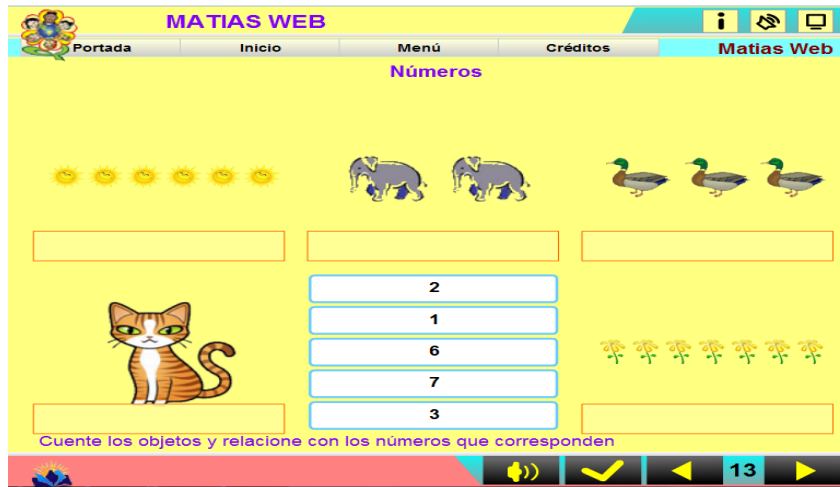 MATIAS WEB
Portada
Inicio
Menú
Créditos
Matias Web
Números
2
1
6
7
3
Cuente los objetos y relacione con los números que corresponden
13